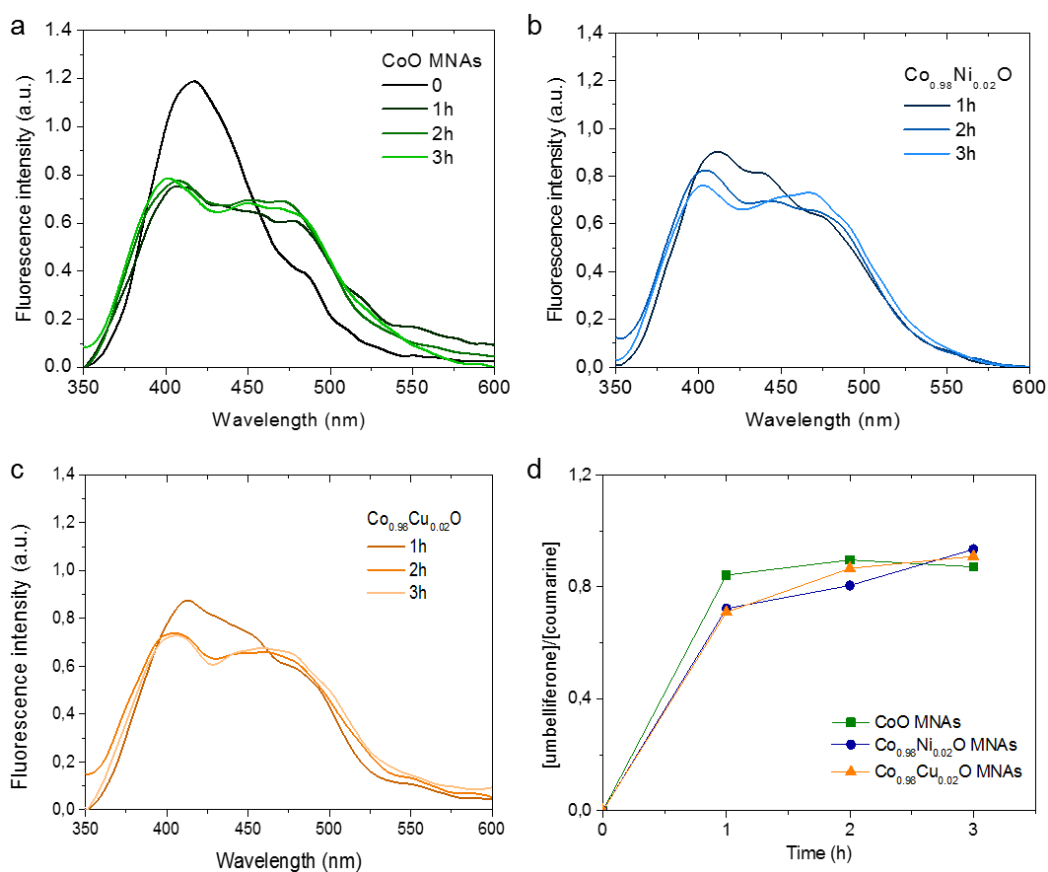 a
CoO MNAs
0
1h
2h
3h
1,4
1.2
1,0
0.8
0.6
0.4
0.2
0,0
350
400
450
500
550
600
Fluorescence intensity (a.u.)
Wavelength (nm)
b
Co0.98Ni0.02O
1h
2h
3h
1,4
1,2
1,0
0,8
0,6
0,4
0,2
0,0
350
400
450
500
550
600
Fluorescence intensity (a.u.)
Wavelength (nm)
c
Co0.98Cu0.02O
1h
2h
3h
1,4
1,2
1,0
0,8
0,6
0,4
0,2
0,0
350
400
450
500
550
600
Fluorescence intensity (a.u.)
Wavelength (nm)
d
1,2
0,8
0,4
0,0
0
1
2
3
[umbelliferone]/[coumarine]
CoO MNAs
Co0.98Ni0.02O MNAs
Co0.98Cu0.02O MNAs
Time (h)